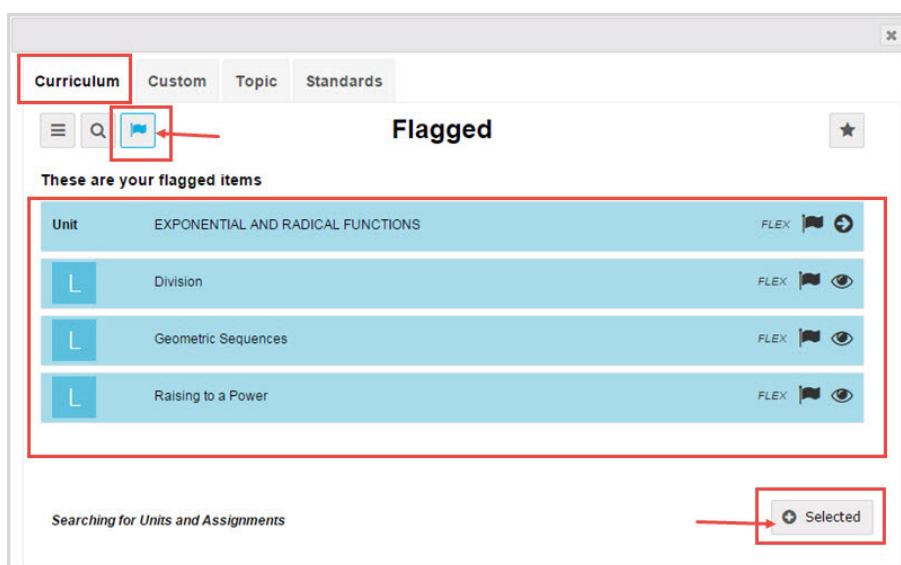 Curriculum Custom Topic Standards
Flagged
These are your flagged items
Unit EXPONENTIAL AND RADICAL FUNCTIONS FLEX
L Division FLEX
L Geometric Sequences FLEX
L Raising to a Power FLEX
Searching for Units and Assignments Selected